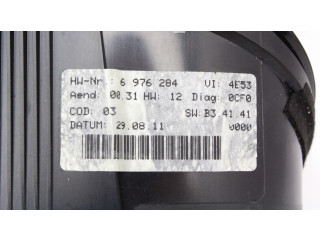 HW-Nr.: 6 976 284 VI: 4E53
Aend: 00.31 HW: 12 Diag: 0CF0
COD: 03 SW: B3.41.41
DATUM: 29.08.11 0000